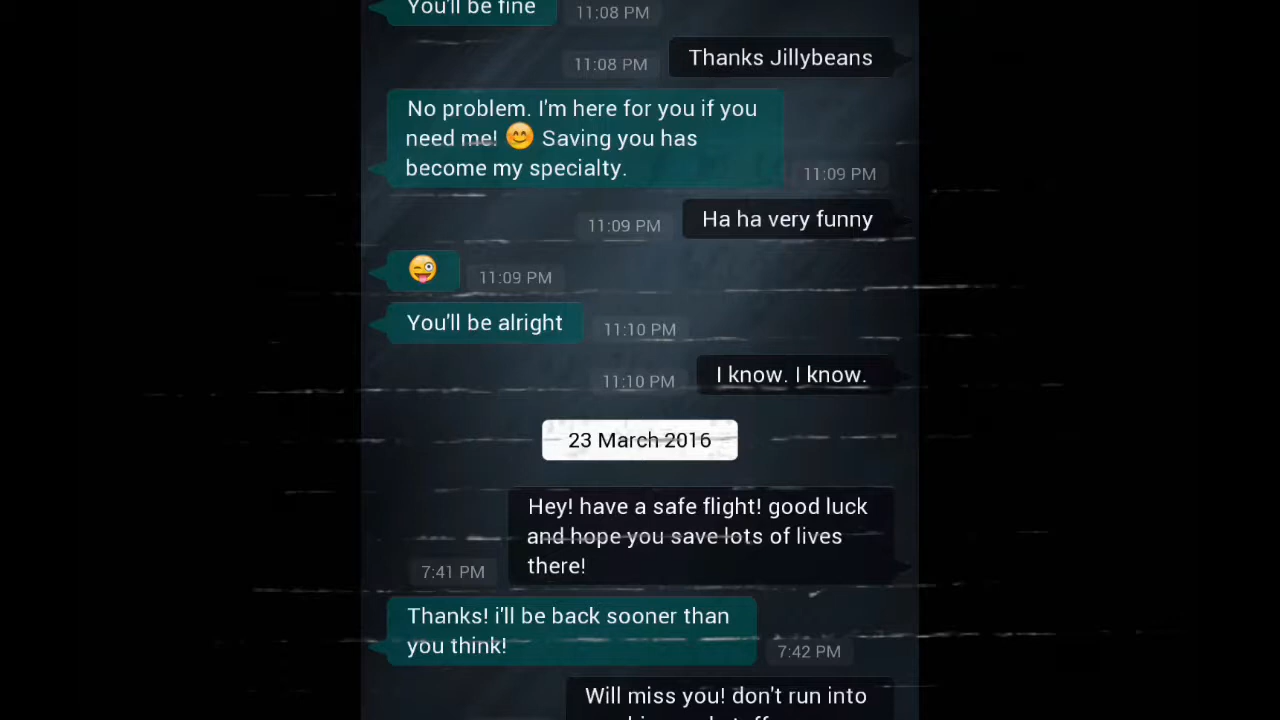 You'll be fine
11:08 PM
Thanks Jillybeans
11:08 PM
No problem. I'm here for you if you
need me! 😊 Saving you has
become my specialty.
11:09 PM
Ha ha very funny
11:09 PM
😜
11:09 PM
You'll be alright
11:10 PM
I know. I know.
11:10 PM
23 March 2016
Hey! have a safe flight! good luck
and hope you save lots of lives
there!
7:41 PM
Thanks! i'll be back sooner than
you think!
7:42 PM
Will miss you! don't run into